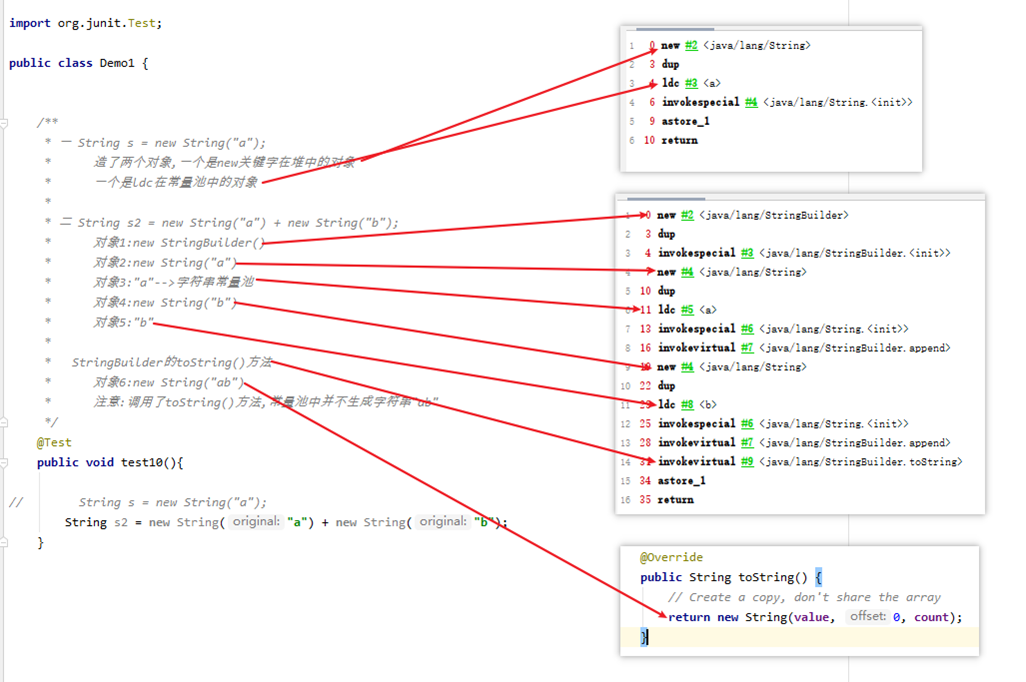 import org.junit.Test;
public class Demo1 {
/**
* 一 String s = new String("a");
* 造了两个对象,一个是new关键字在堆中的对象
* 一个是ldc在常量池中的对象
*
* 二 String s2 = new String("a") + new String("b");
* 对象1:new StringBuilder()
* 对象2:new String("a")
* 对象3:"a"-->字符串常量池
* 对象4:new String("b")
* 对象5:"b"
*
* StringBuilder的toString()方法
* 对象6:new String("ab")
* 注意:调用了toString()方法,常量池中并不生成字符串"ab"
*/
@Test
public void test10(){
// String s = new String("a");
String s2 = new String( original: "a") + new String( original: "b");
}
1 0 new #2 <java/lang/String>
2 3 dup
3 4 ldc #3 <a>
4 6 invokespecial #4 <java/lang/String.<init>>
5 9 astore_1
6 10 return
1 0 new #2 <java/lang/StringBuilder>
2 3 dup
3 4 invokespecial #3 <java/lang/StringBuilder.<init>>
4 7 new #4 <java/lang/String>
5 10 dup
6 11 ldc #5 <a>
7 13 invokespecial #6 <java/lang/String.<init>>
8 16 invokevirtual #7 <java/lang/StringBuilder.append>
9 19 new #4 <java/lang/String>
10 22 dup
11 23 ldc #8 <b>
12 25 invokespecial #6 <java/lang/String.<init>>
13 28 invokevirtual #7 <java/lang/StringBuilder.append>
14 31 invokevirtual #9 <java/lang/StringBuilder.toString>
15 34 astore_1
16 35 return
@Override
public String toString() {
// Create a copy, don't share the array
return new String(value, offset: 0, count);
}